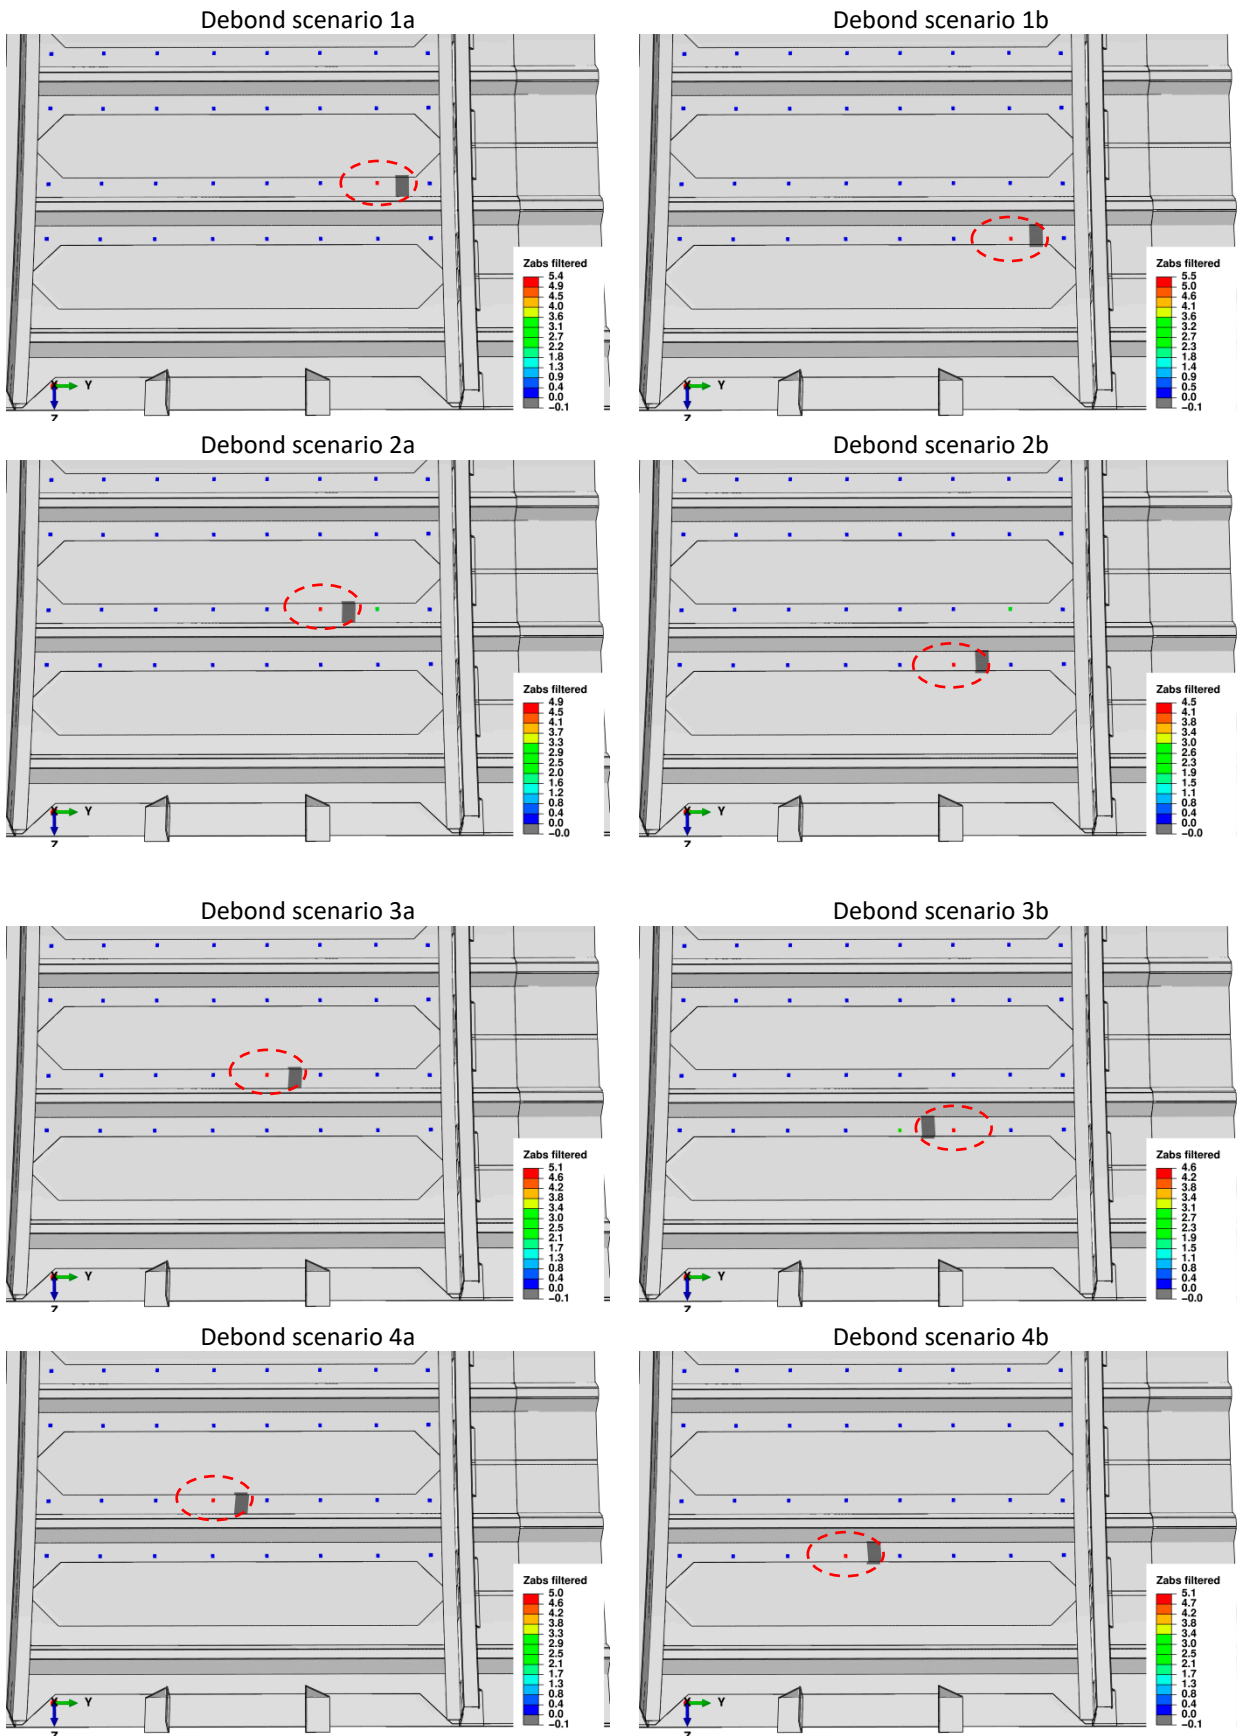 Debond scenario 1a
Debond scenario 1b
Zabs filtered
5.4
4.9
4.5
4.0
3.6
3.1
2.7
2.2
1.8
1.3
0.9
0.4
0.0
−0.1
X
Y
Z
Zabs filtered
5.5
5.0
4.6
4.1
3.6
3.2
2.7
2.3
1.8
1.4
0.9
0.5
0.0
−0.1
X
Y
Z
Debond scenario 2a
Debond scenario 2b
Zabs filtered
4.9
4.5
4.1
3.7
3.3
2.9
2.5
2.0
1.6
1.2
0.8
0.4
0.0
−0.0
X
Y
Z
Zabs filtered
4.5
4.1
3.8
3.4
3.0
2.6
2.3
1.9
1.5
1.1
0.8
0.4
0.0
−0.0
X
Y
Z
Debond scenario 3a
Debond scenario 3b
Zabs filtered
5.1
4.6
4.2
3.8
3.4
3.0
2.5
2.1
1.7
1.3
0.8
0.4
0.0
−0.1
X
Y
Z
Zabs filtered
4.6
4.2
3.8
3.4
3.1
2.7
2.3
1.9
1.5
1.1
0.8
0.4
0.0
−0.0
X
Y
Z
Debond scenario 4a
Debond scenario 4b
Zabs filtered
5.0
4.6
4.2
3.8
3.3
2.9
2.5
2.1
1.7
1.3
0.8
0.4
0.0
−0.1
X
Y
Z
Zabs filtered
5.1
4.7
4.2
3.8
3.4
3.0
2.5
2.1
1.7
1.3
0.8
0.4
0.0
−0.1
X
Y
Z